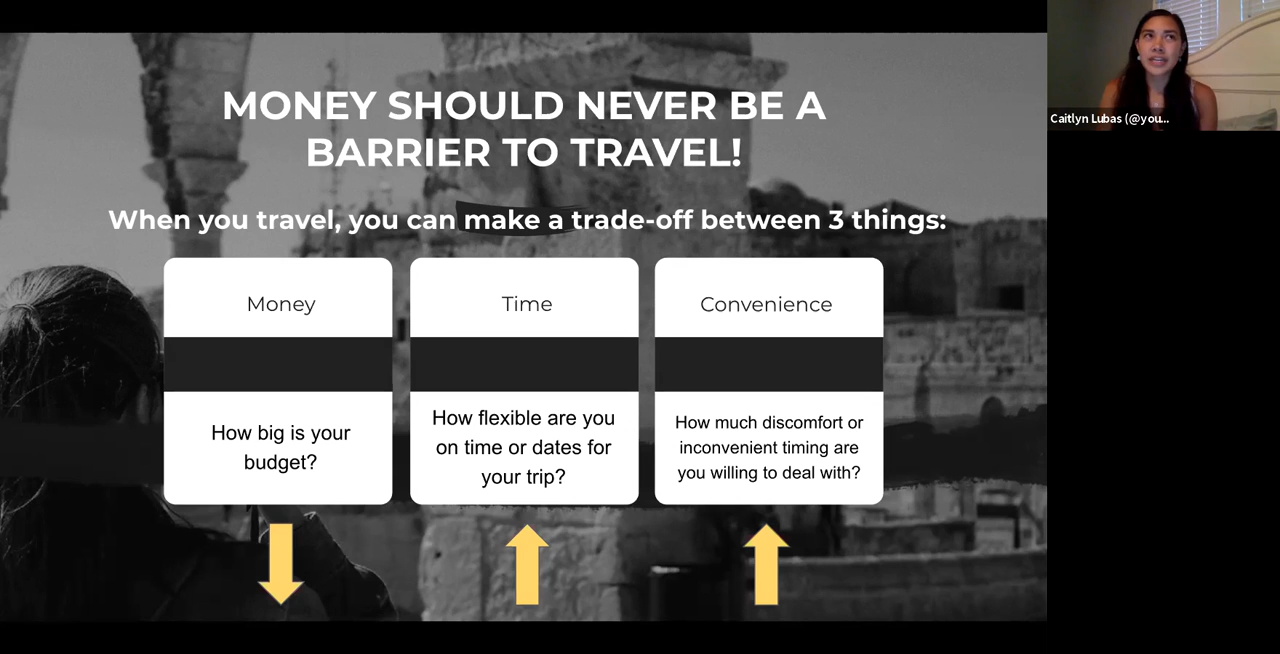 MONEY SHOULD NEVER BE A
BARRIER TO TRAVEL!
When you travel, you can make a trade-off between 3 things:
Money
How big is your
budget?
Time
How flexible are you
on time or dates for
your trip?
Convenience
How much discomfort or
inconvenient timing are
you willing to deal with?
Caitlyn Lubas (@you...